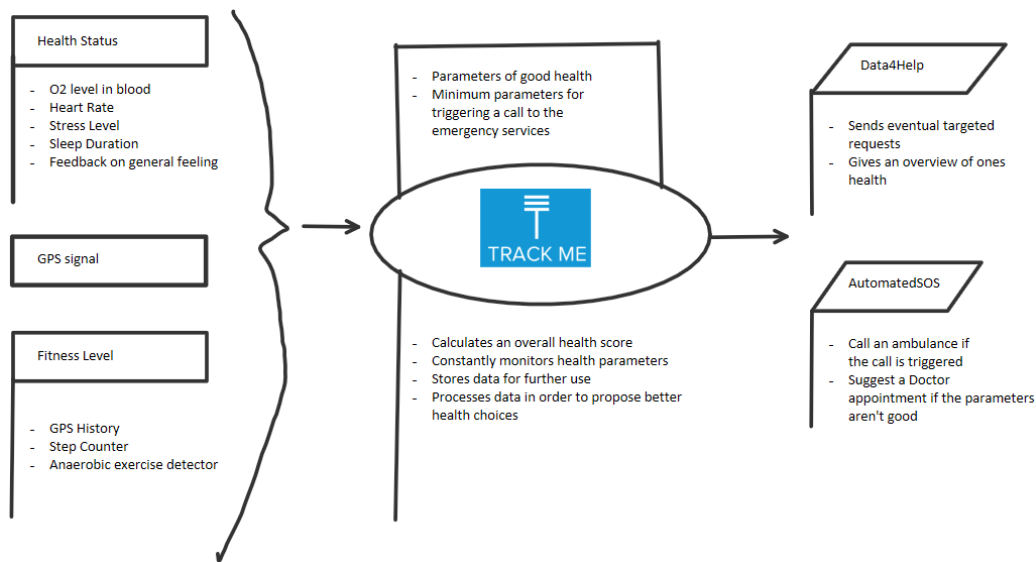 Health Status
- O2 level in blood
- Heart Rate
- Stress Level
- Sleep Duration
- Feedback on general feeling
GPS signal
Fitness Level
- GPS History
- Step Counter
- Anaerobic exercise detector
- Parameters of good health
- Minimum parameters for
triggering a call to the
emergency services
TRACK ME
- Calculates an overall health score
- Constantly monitors health parameters
- Stores data for further use
- Processes data in order to propose better
health choices
Data4Help
- Sends eventual targeted
requests
- Gives an overview of ones
health
AutomatedSOS
- Call an ambulance if
the call is triggered
- Suggest a Doctor
appointment if the parameters
aren't good